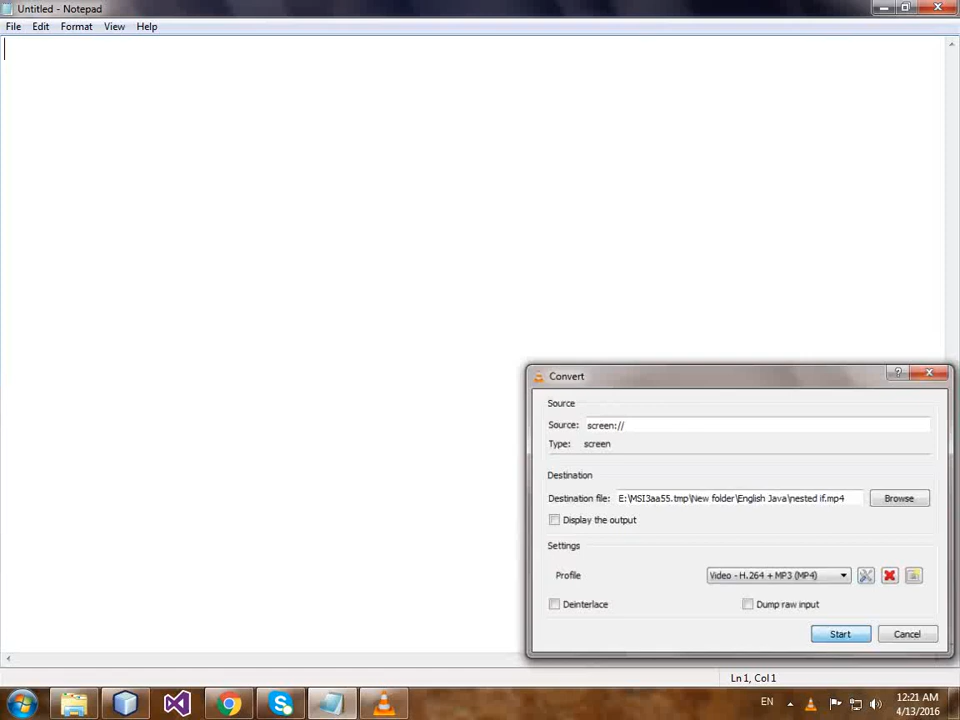 Untitled - Notepad
File Edit Format View Help
Convert
Source
Source: screen://
Type: screen
Destination
Destination file: E:\MSI3aa55.tmp\New folder\English Java\nested if.mp4 Browse
Display the output
Settings
Profile Video - H.264 + MP3 (MP4)
Deinterlace Dump raw input
Start Cancel
Ln 1, Col 1
EN 12:21 AM
4/13/2016